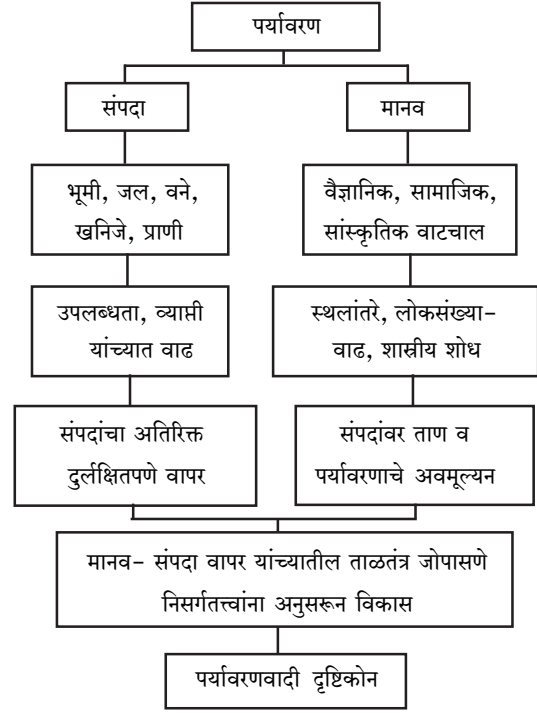 पर्यावरण
संपदा
मानव
भूमी, जल, वने,
खनिजे, प्राणी
वैज्ञानिक, सामाजिक,
सांस्कृतिक वाटचाल
उपलब्धता, व्याप्ती
यांच्यात वाढ
स्थलांतरे, लोकसंख्या-
वाढ, शास्रीय शोध
संपदांचा अतिरिक्त
दुर्लक्षितपणे वापर
संपदांवर ताण व
पर्यावरणाचे अवमूल्यन
मानव- संपदा वापर यांच्यातील ताळतंत्र जोपासणे
निसर्गतत्त्वांना अनुसरून विकास
पर्यावरणवादी दृष्टिकोन